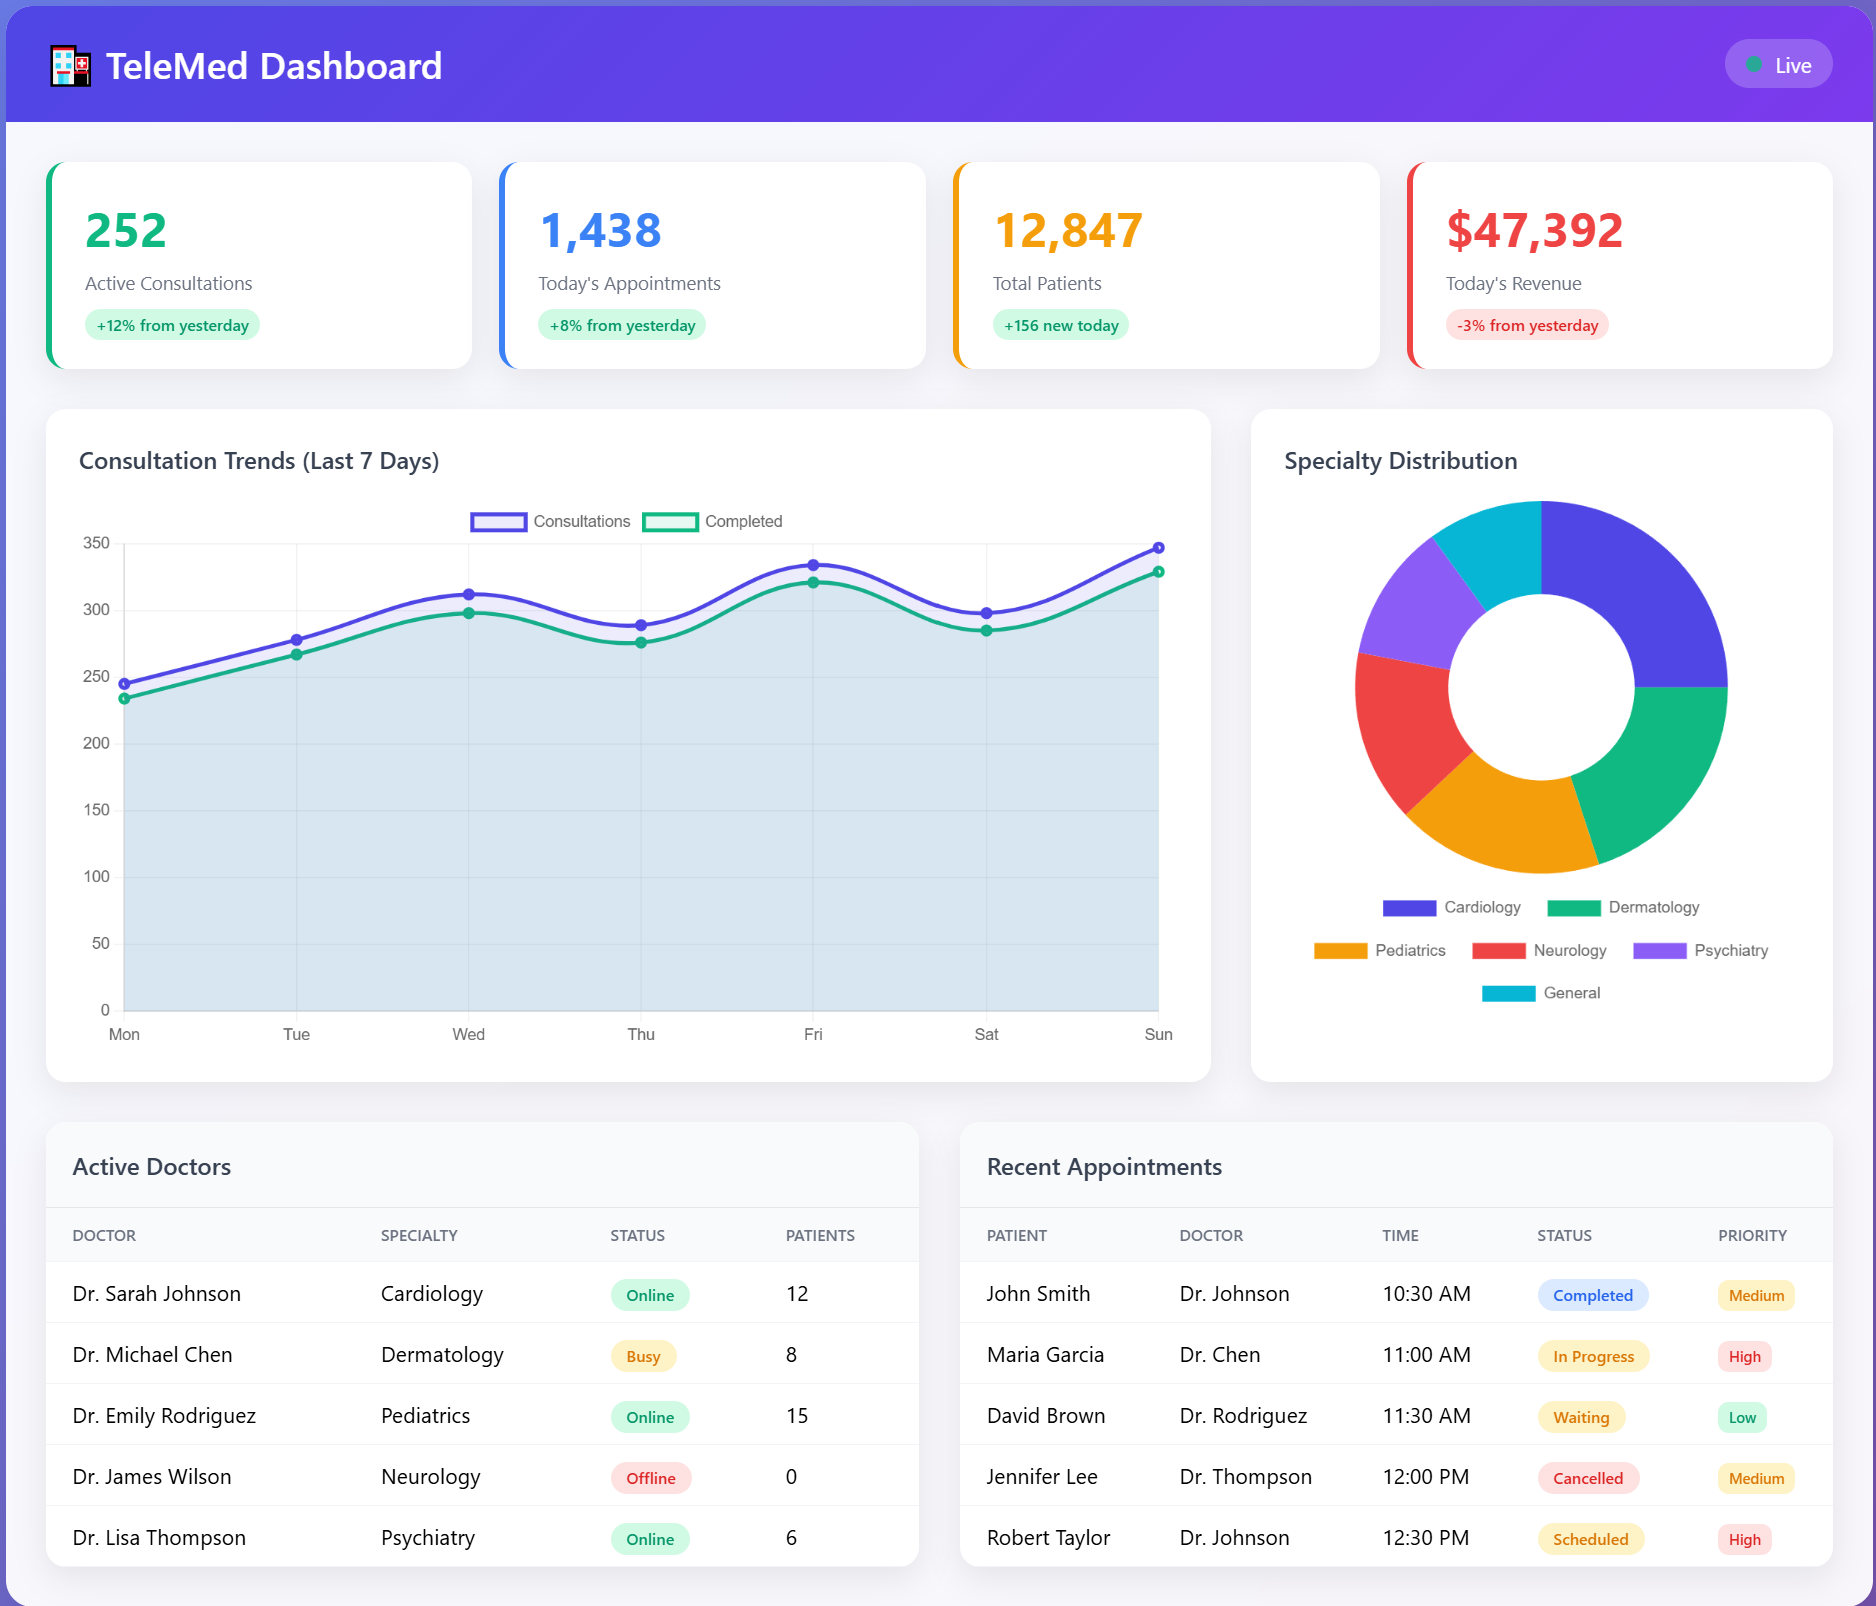 TeleMed Dashboard
Live
252
Active Consultations
+12% from yesterday
1,438
Today's Appointments
+8% from yesterday
12,847
Total Patients
+156 new today
$47,392
Today's Revenue
-3% from yesterday
Consultation Trends (Last 7 Days)
Consultations Completed
350
300
250
200
150
100
50
0
Mon Tue Wed Thu Fri Sat Sun
Specialty Distribution
Cardiology Dermatology
Pediatrics Neurology Psychiatry
General
Active Doctors
DOCTOR SPECIALTY STATUS PATIENTS
Dr. Sarah Johnson Cardiology Online 12
Dr. Michael Chen Dermatology Busy 8
Dr. Emily Rodriguez Pediatrics Online 15
Dr. James Wilson Neurology Offline 0
Dr. Lisa Thompson Psychiatry Online 6
Recent Appointments
PATIENT DOCTOR TIME STATUS PRIORITY
John Smith Dr. Johnson 10:30 AM Completed Medium
Maria Garcia Dr. Chen 11:00 AM In Progress High
David Brown Dr. Rodriguez 11:30 AM Waiting Low
Jennifer Lee Dr. Thompson 12:00 PM Cancelled Medium
Robert Taylor Dr. Johnson 12:30 PM Scheduled High